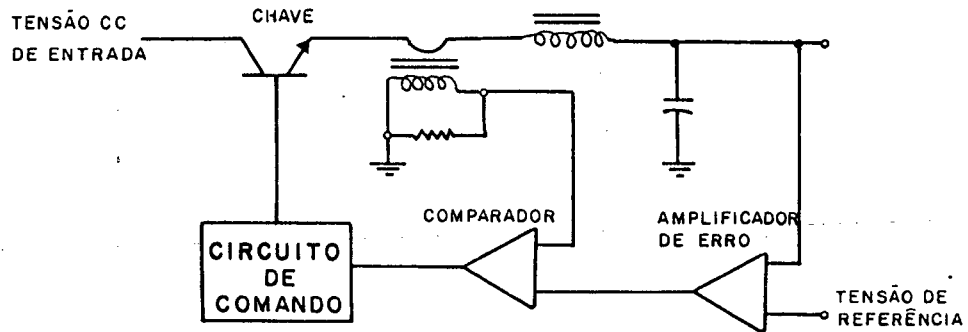 TENSÃO CC
DE ENTRADA
CHAVE
COMPARADOR
AMPLIFICADOR
DE ERRO
CIRCUITO
DE
COMANDO
TENSÃO DE
REFERÊNCIA